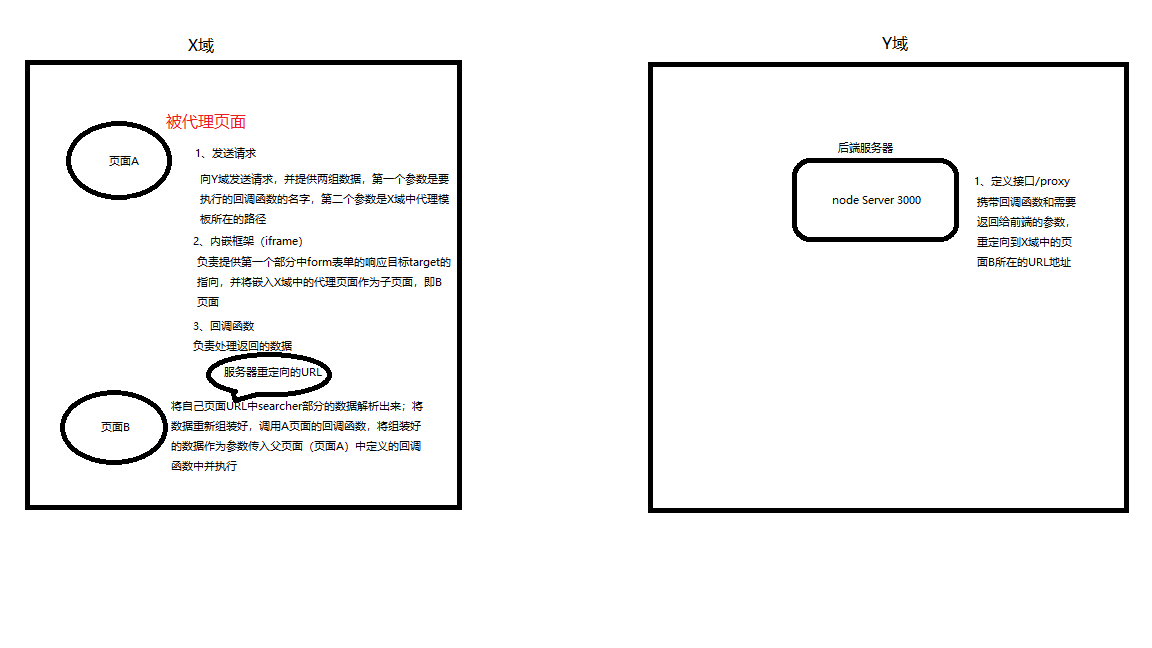 X域
被代理页面
页面A
1、发送请求
向Y域发送请求，并提供两组数据，第一个参数是要
执行的回调函数的名字，第二个参数是X域中代理模
板所在的路径
2、内嵌框架（iframe）
负责提供第一个部分中form表单的响应目标target的
指向，并将嵌入X域中的代理页面作为子页面，即B
页面
3、回调函数
负责处理返回的数据
服务器重定向的URL
页面B
将自己页面URL中searcher部分的数据解析出来；将
数据重新组装好，调用A页面的回调函数，将组装好
的数据作为参数传入父页面（页面A）中定义的回调
函数中并执行
Y域
后端服务器
node Server 3000
1、定义接口/proxy
携带回调函数和需要
返回给前端的参数，
重定向到X域中的页
面B所在的URL地址